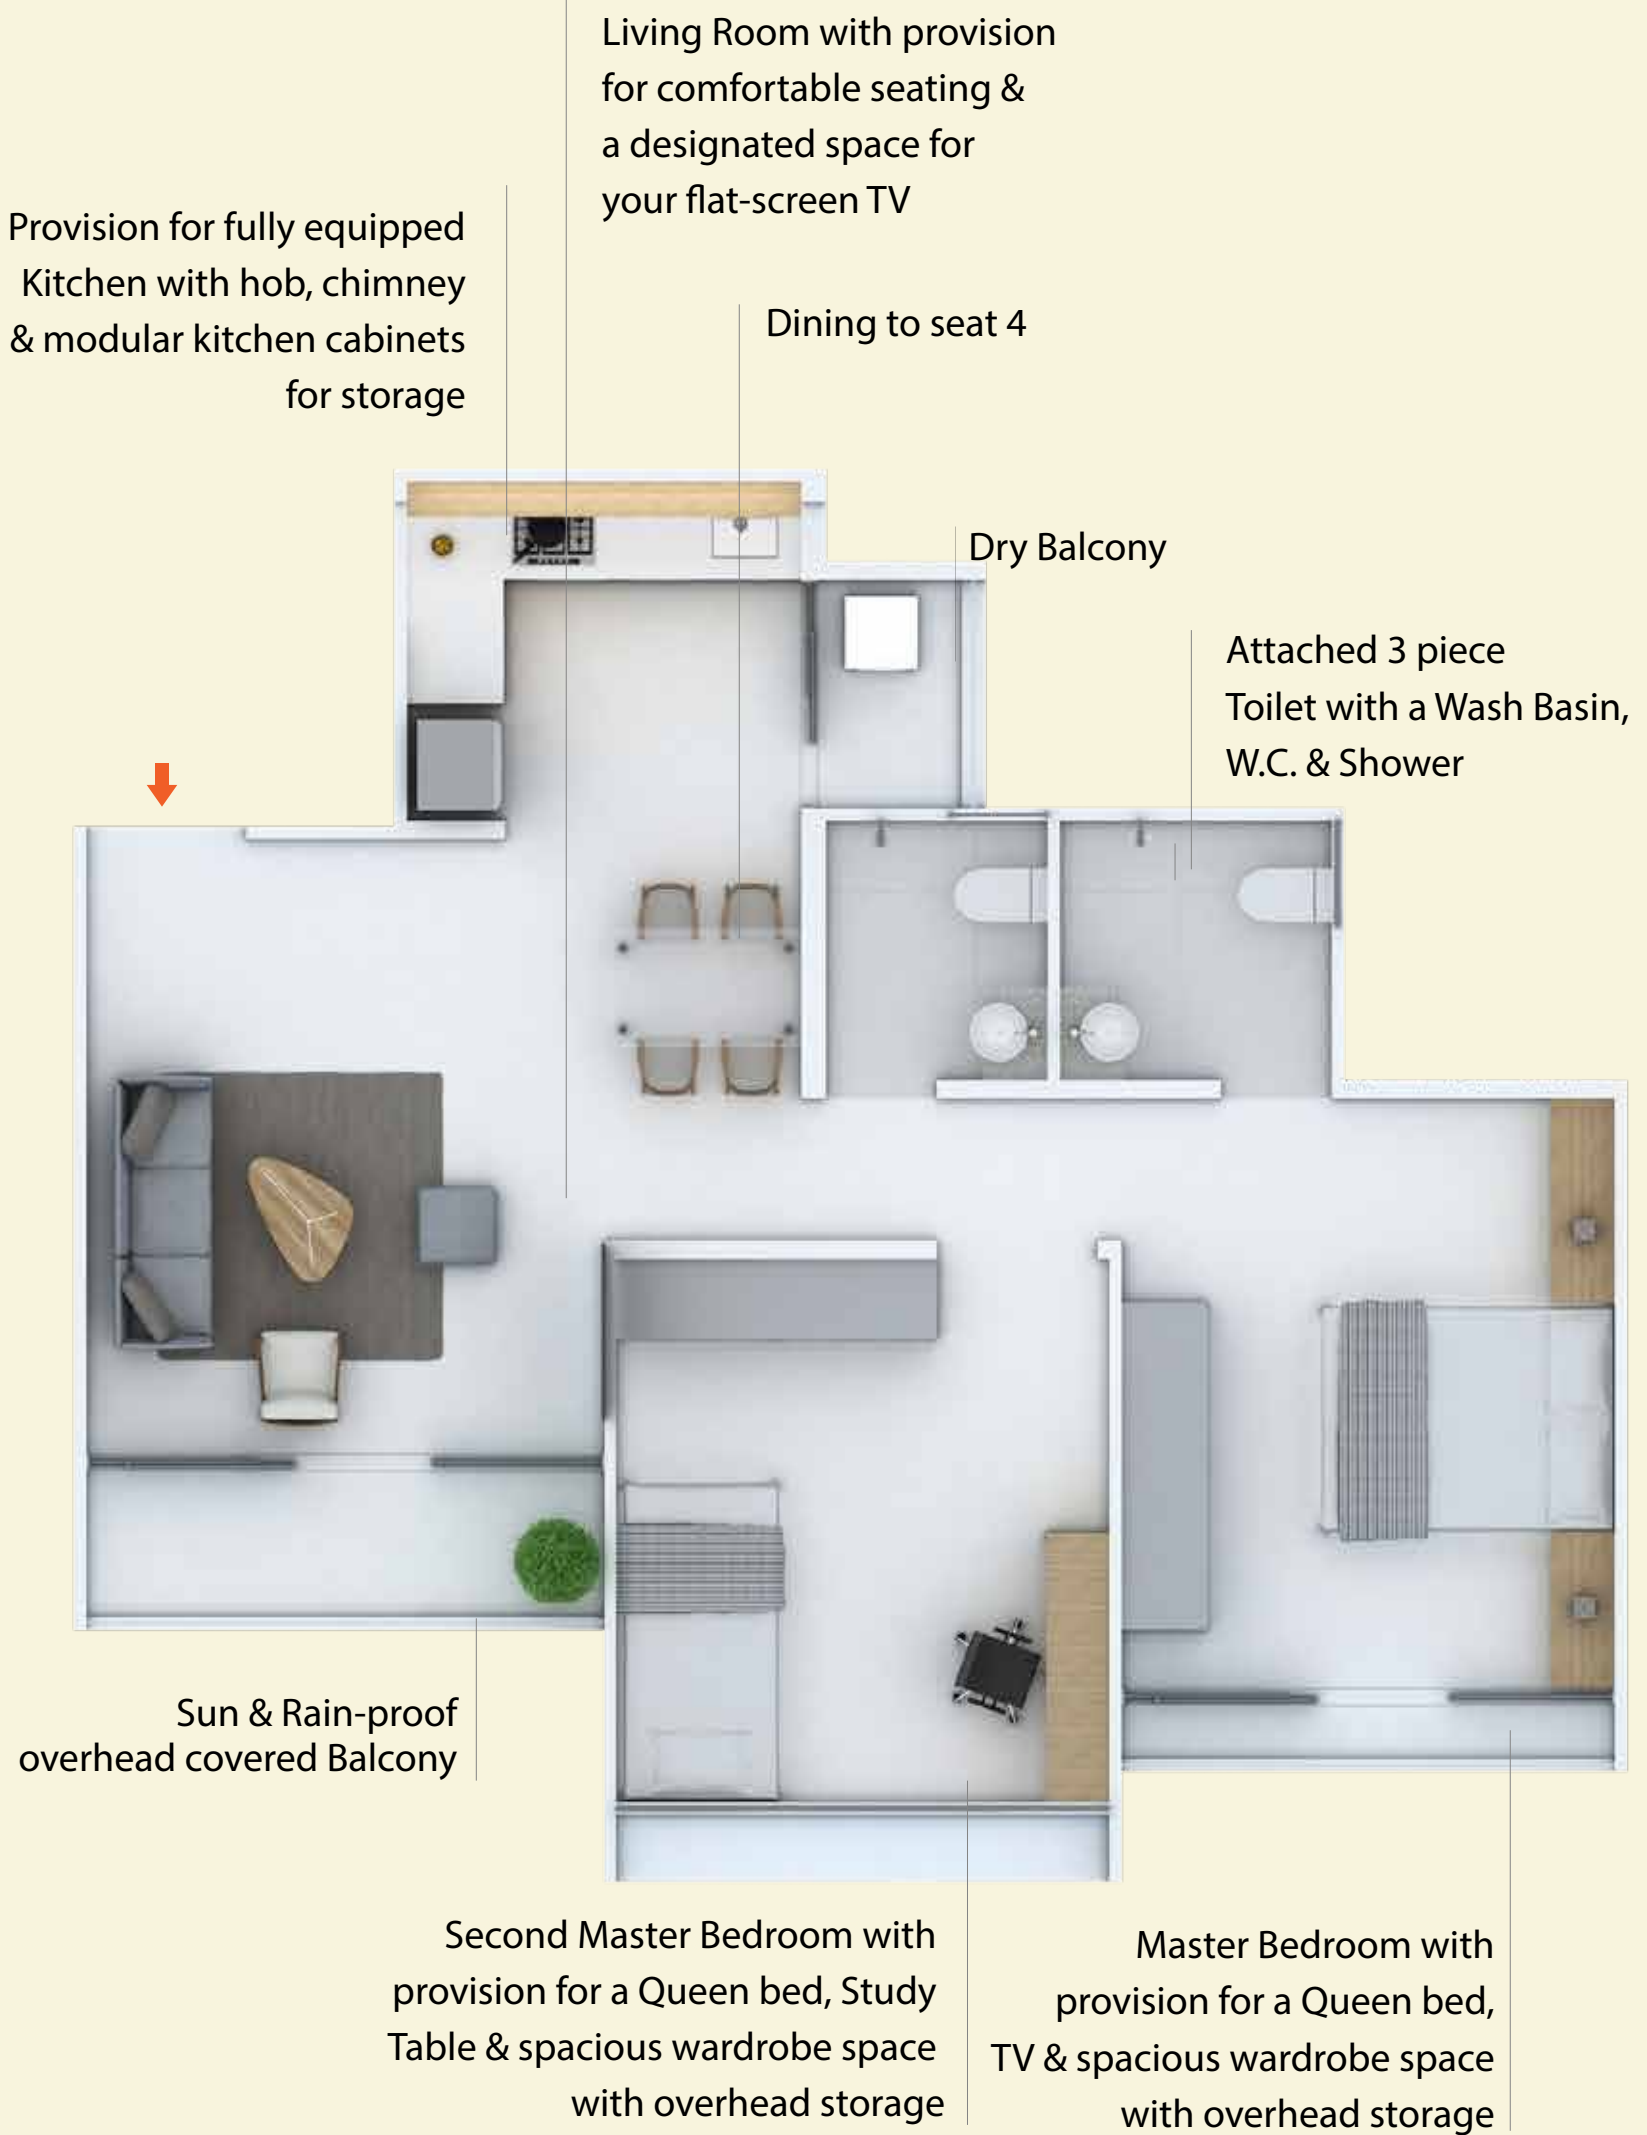 Living Room with provision
for comfortable seating &
a designated space for
your flat-screen TV
Provision for fully equipped
Kitchen with hob, chimney
& modular kitchen cabinets
for storage
Dining to seat 4
Dry Balcony
Attached 3 piece
Toilet with a Wash Basin,
W.C. & Shower
Sun & Rain-proof
overhead covered Balcony
Second Master Bedroom with
provision for a Queen bed, Study
Table & spacious wardrobe space
with overhead storage
Master Bedroom with
provision for a Queen bed,
TV & spacious wardrobe space
with overhead storage